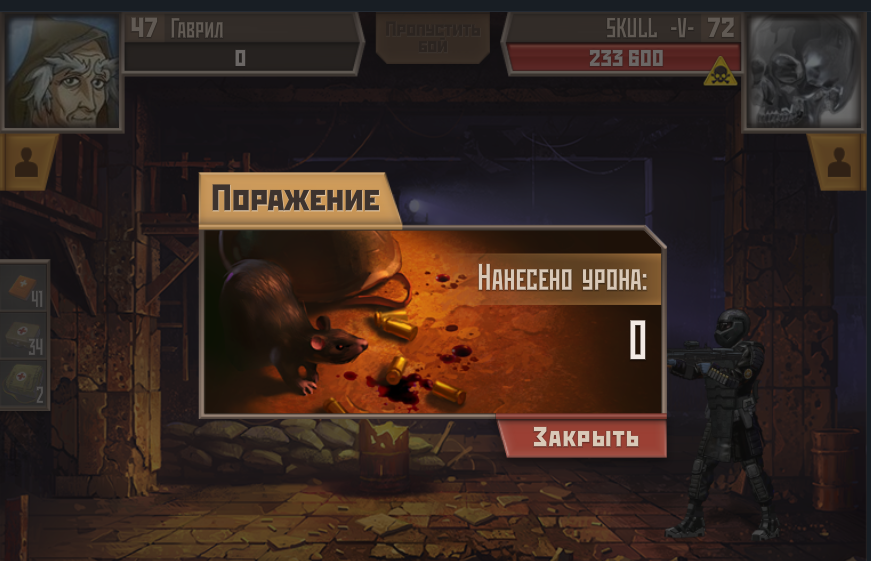 47 Гаврил
0
Пропустить
бой
SKULL -V- 72
233 600
Поражение
Нанесено урона:
0
41
34
2
Закрыть